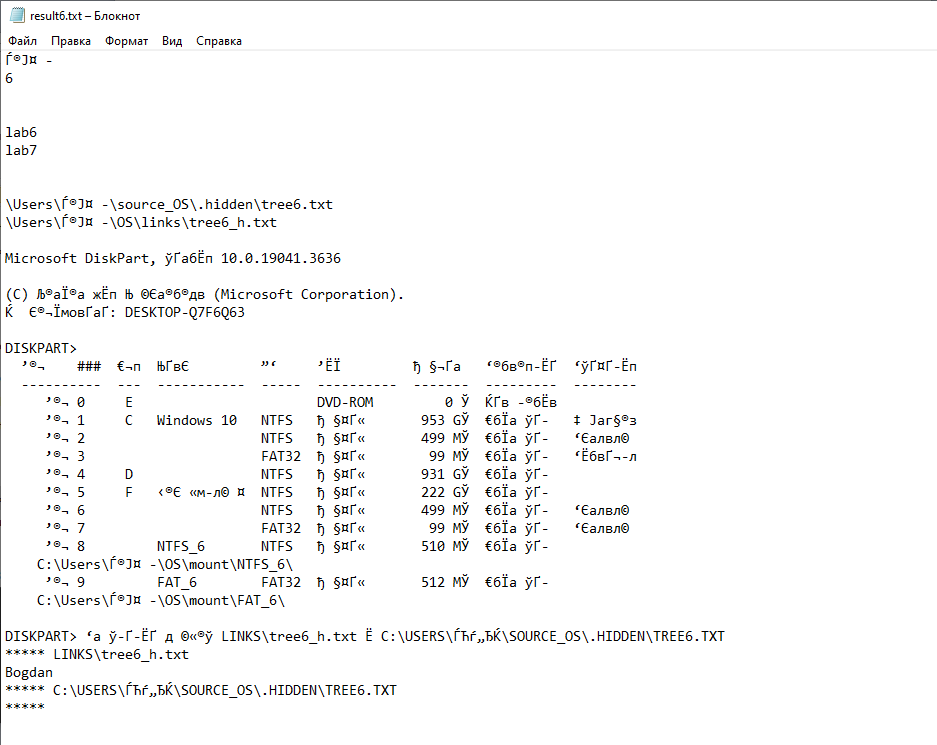 result6.txt – Блокнот
Файл Правка Формат Вид Справка
Ѓ®Ј¤ -
6
lab6
lab7
\Users\Ѓ®Ј¤ -\source_OS\.hidden\tree6.txt
\Users\Ѓ®Ј¤ -\OS\links\tree6_h.txt
Microsoft DiskPart, ўҐабЁп 10.0.19041.3636
(C) Љ®аЇ®а жЁп Њ ©Єа®б®дв (Microsoft Corporation).
Ќ  Є®¬ЇмовҐаҐ: DESKTOP-Q7F6Q63
DISKPART>
’®¬ ### €¬п ЊҐвЄ ”‘ ’ЁЇ ђ §¬Ґа ‘®бв®п-ЁҐ ‘ўҐ¤Ґ-Ёп
---------- --- ----------- ----- ---------- ------- --------- --------
’®¬ 0 E DVD-ROM 0 Ў ЌҐв -®бЁв
’®¬ 1 C Windows 10 NTFS ђ §¤Ґ« 953 GЎ €бЇа ўҐ- ‡ Јаг§®з
’®¬ 2 NTFS ђ §¤Ґ« 499 MЎ €бЇа ўҐ- ‘Єалвл©
’®¬ 3 FAT32 ђ §¤Ґ« 99 MЎ €бЇа ўҐ- ‘ЁбвҐ¬-л
’®¬ 4 D NTFS ђ §¤Ґ« 931 GЎ €бЇа ўҐ-
’®¬ 5 F ‹®Є «м-л© ¤ NTFS ђ §¤Ґ« 222 GЎ €бЇа ўҐ-
’®¬ 6 NTFS ђ §¤Ґ« 499 MЎ €бЇа ўҐ- ‘Єалвл©
’®¬ 7 FAT32 ђ §¤Ґ« 99 MЎ €бЇа ўҐ- ‘Єалвл©
’®¬ 8 NTFS_6 NTFS ђ §¤Ґ« 510 MЎ €бЇа ўҐ-
C:\Users\Ѓ®Ј¤ -\OS\mount\NTFS_6\
’®¬ 9 FAT_6 FAT32 ђ §¤Ґ« 512 MЎ €бЇа ўҐ-
C:\Users\Ѓ®Ј¤ -\OS\mount\FAT_6\
DISKPART> ‘а ў-Ґ-ЁҐ д ©«®ў LINKS\tree6_h.txt Ё C:\USERS\ЃЋѓ„ЂЌ\SOURCE_OS\.HIDDEN\TREE6.TXT
***** LINKS\tree6_h.txt
Bogdan
***** C:\USERS\ЃЋѓ„ЂЌ\SOURCE_OS\.HIDDEN\TREE6.TXT
*****